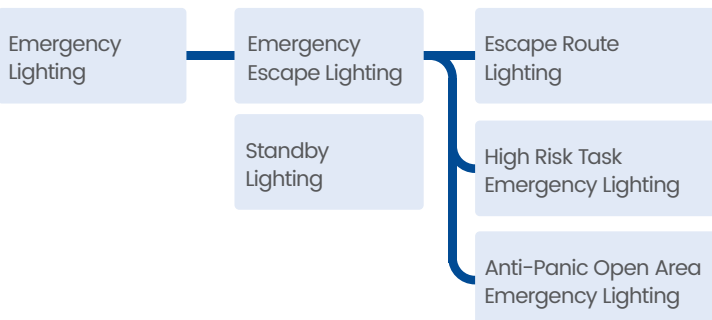 Emergency
Lighting
Emergency
Escape Lighting
Standby
Lighting
Escape Route
Lighting
High Risk Task
Emergency Lighting
Anti-Panic Open Area
Emergency Lighting